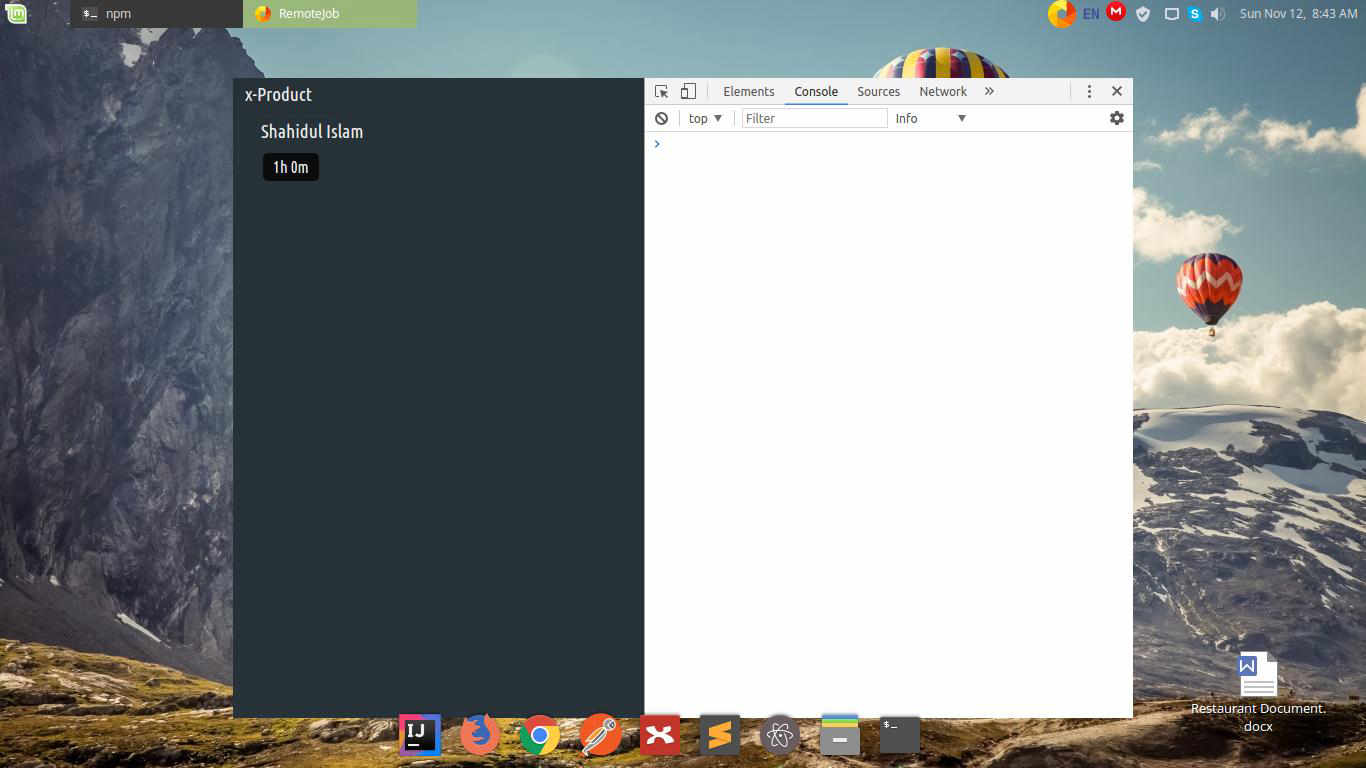 npm
RemoteJob
EN
Sun Nov 12, 8:43 AM
x-Product
Shahidul Islam
1h 0m
Elements Console Sources Network »
top Filter Info
›
IJ
$_
W
Restaurant Document.
docx